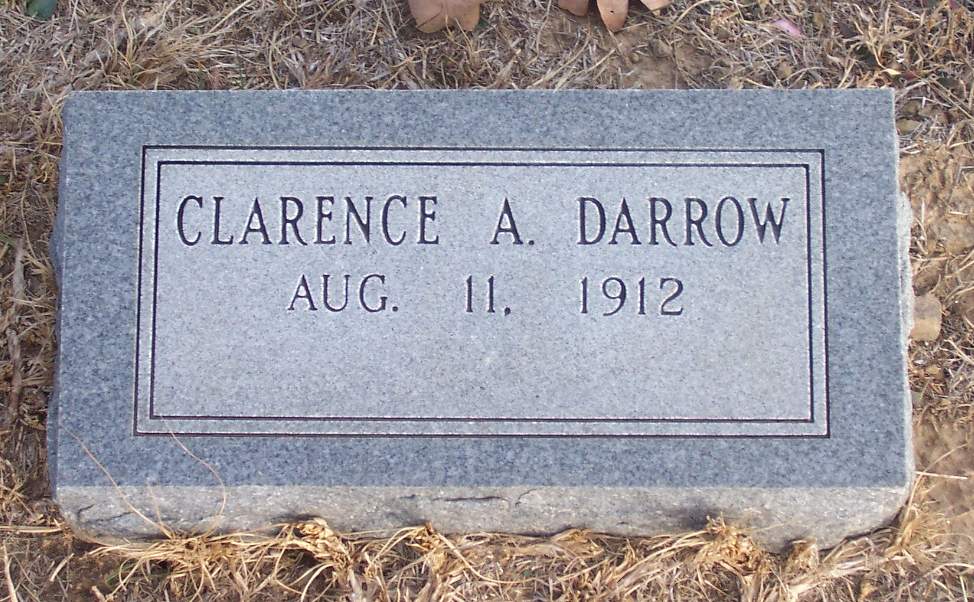 CLARENCE A. DARROW
AUG. 11, 1912